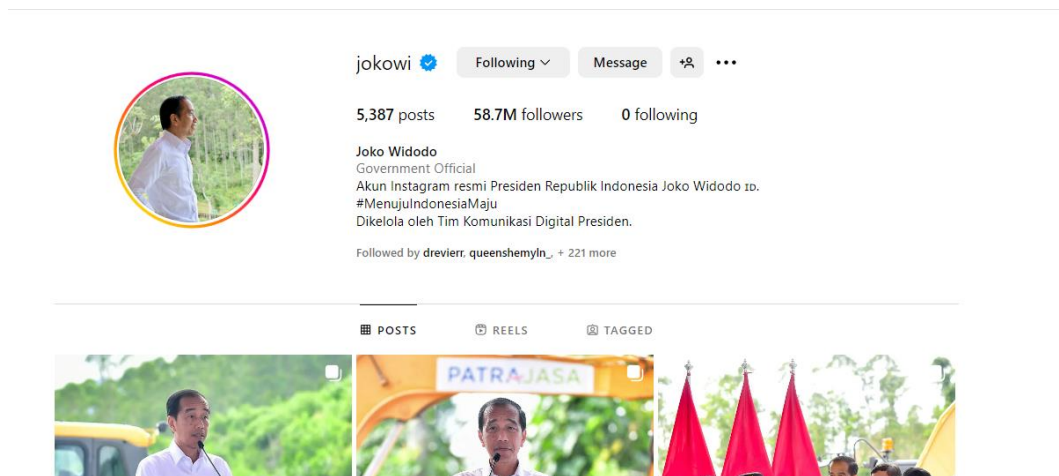 jokowi Following Message
5,387 posts 58.7M followers 0 following
Joko Widodo
Government Official
Akun Instagram resmi Presiden Republik Indonesia Joko Widodo ID.
#MenujuIndonesiaMaju
Dikelola oleh Tim Komunikasi Digital Presiden.
Followed by drevierr, queenshemyln_, + 221 more
POSTS REELS TAGGED
PATRA JASA